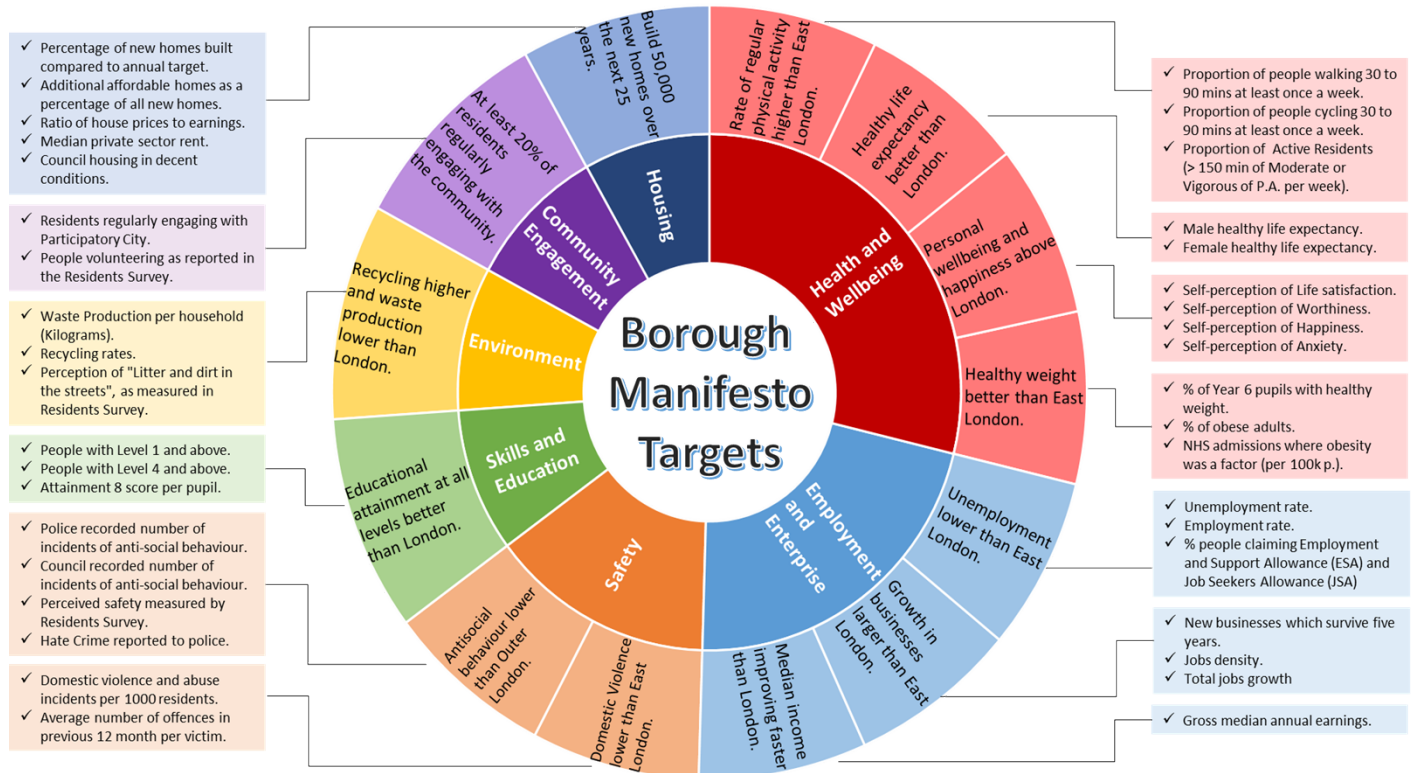 Borough
Manifesto
Targets
Housing
Build 50,000
new homes over
the next 25
years.
✓ Percentage of new homes built
compared to annual target.
✓ Additional affordable homes as a
percentage of all new homes.
✓ Ratio of house prices to earnings.
✓ Median private sector rent.
✓ Council housing in decent
conditions.
Community
Engagement
At least 20% of
residents
regularly
engaging with
the community.
✓ Residents regularly engaging with
Participatory City.
✓ People volunteering as reported in
the Residents Survey.
Environment
Recycling higher
and waste
production
lower than
London.
✓ Waste Production per household
(Kilograms).
✓ Recycling rates.
✓ Perception of "Litter and dirt in
the streets", as measured in
Residents Survey.
Skills and
Education
Educational
attainment at all
levels better
than London.
✓ People with Level 1 and above.
✓ People with Level 4 and above.
✓ Attainment 8 score per pupil.
Safety
Antisocial
behaviour lower
than Outer
London.
✓ Police recorded number of
incidents of anti-social behaviour.
✓ Council recorded number of
incidents of anti-social behaviour.
✓ Perceived safety measured by
Residents Survey.
✓ Hate Crime reported to police.
Domestic Violence
lower than East
London.
✓ Domestic violence and abuse
incidents per 1000 residents.
✓ Average number of offences in
previous 12 month per victim.
Health and
Wellbeing
Rate of regular
physical activity
higher than East
London.
✓ Proportion of people walking 30 to
90 mins at least once a week.
✓ Proportion of people cycling 30 to
90 mins at least once a week.
✓ Proportion of Active Residents
(> 150 min of Moderate or
Vigorous of P.A. per week).
Healthy life
expectancy
better than
London.
✓ Male healthy life expectancy.
✓ Female healthy life expectancy.
Personal
wellbeing and
happiness above
London.
✓ Self-perception of Life satisfaction.
✓ Self-perception of Worthiness.
✓ Self-perception of Happiness.
✓ Self-perception of Anxiety.
Healthy weight
better than East
London.
✓ % of Year 6 pupils with healthy
weight.
✓ % of obese adults.
✓ NHS admissions where obesity
was a factor (per 100k p.).
Employment
and
Enterprise
Unemployment
lower than East
London.
✓ Unemployment rate.
✓ Employment rate.
✓ % people claiming Employment
and Support Allowance (ESA) and
Job Seekers Allowance (JSA)
Growth in
businesses
larger than East
London.
✓ New businesses which survive five
years.
✓ Jobs density.
✓ Total jobs growth
Median income
improving faster
than London.
✓ Gross median annual earnings.